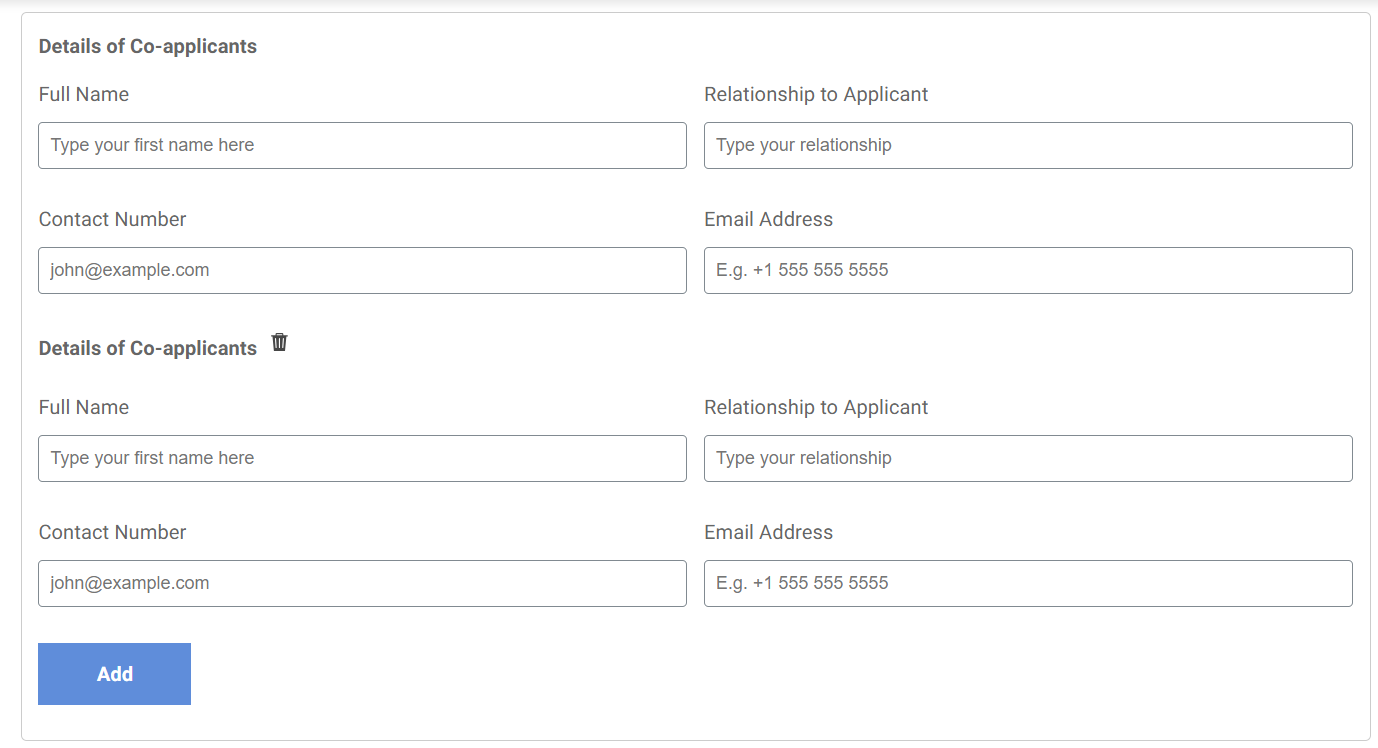 Details of Co-applicants
Full Name
Relationship to Applicant
Type your first name here
Type your relationship
Contact Number
Email Address
john@example.com
E.g. +1 555 555 5555
Details of Co-applicants
Full Name
Relationship to Applicant
Type your first name here
Type your relationship
Contact Number
Email Address
john@example.com
E.g. +1 555 555 5555
Add